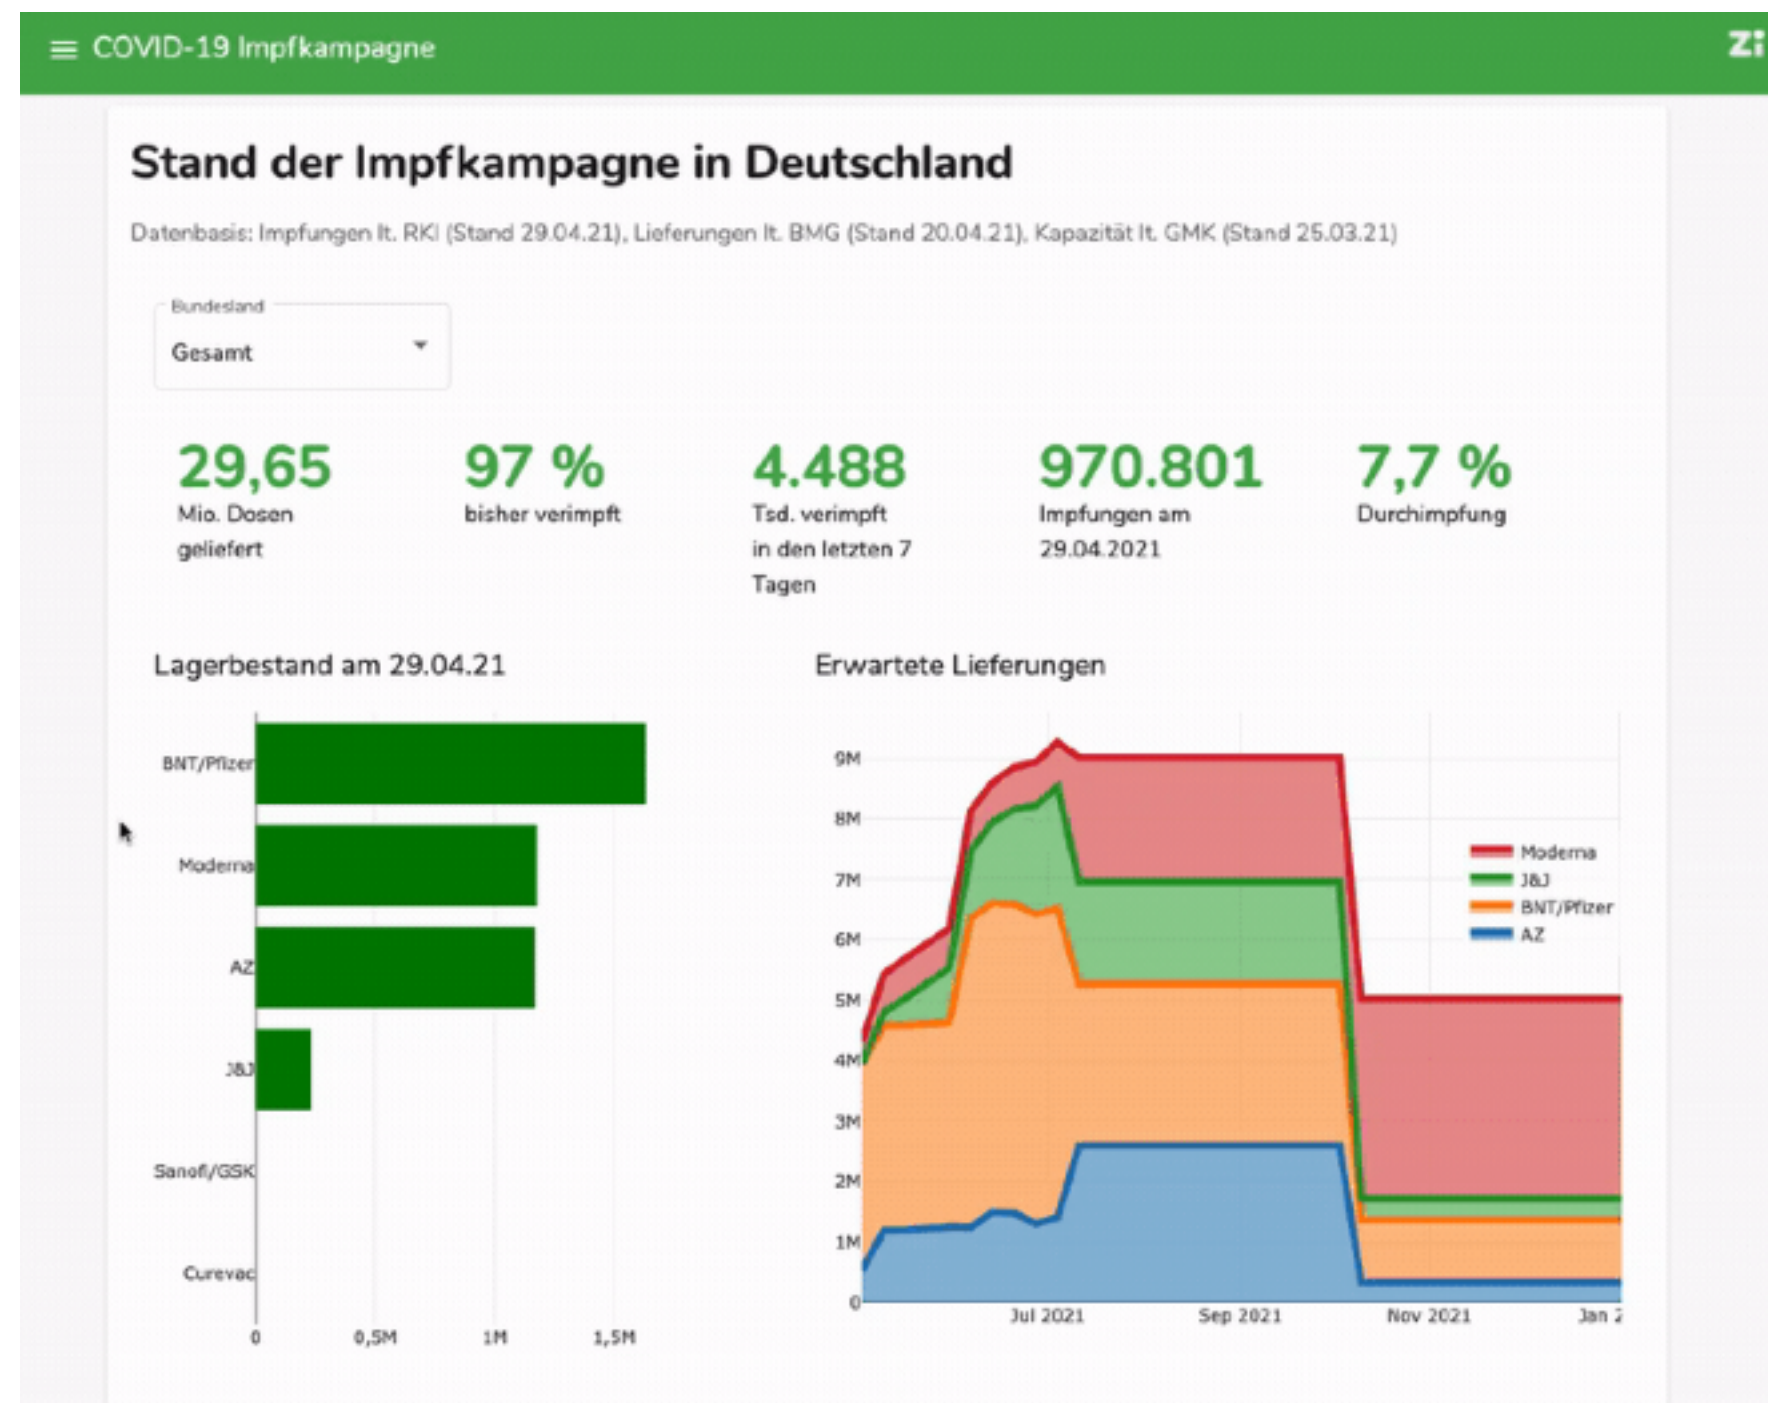 COVID-19 Impfkampagne
Zi
Stand der Impfkampagne in Deutschland
Datenbasis: Impfungen lt. RKI (Stand 29.04.21), Lieferungen lt. BMG (Stand 20.04.21), Kapazität lt. GMK (Stand 25.03.21)
Bundesland
Gesamt
29,65
Mio. Dosen
geliefert
97 %
bisher verimpft
4.488
Tsd. verimpft
in den letzten 7
Tagen
970.801
Impfungen am
29.04.2021
7,7 %
Durchimpfung
Lagerbestand am 29.04.21
BNT/Pfizer
Moderna
AZ
J&J
Sanofi/GSK
Curevac
0
0,5M
1M
1,5M
Erwartete Lieferungen
9M
8M
7M
6M
5M
4M
3M
2M
1M
0
Jul 2021
Sep 2021
Nov 2021
Jan 2
Moderna
J&J
BNT/Pfizer
AZ